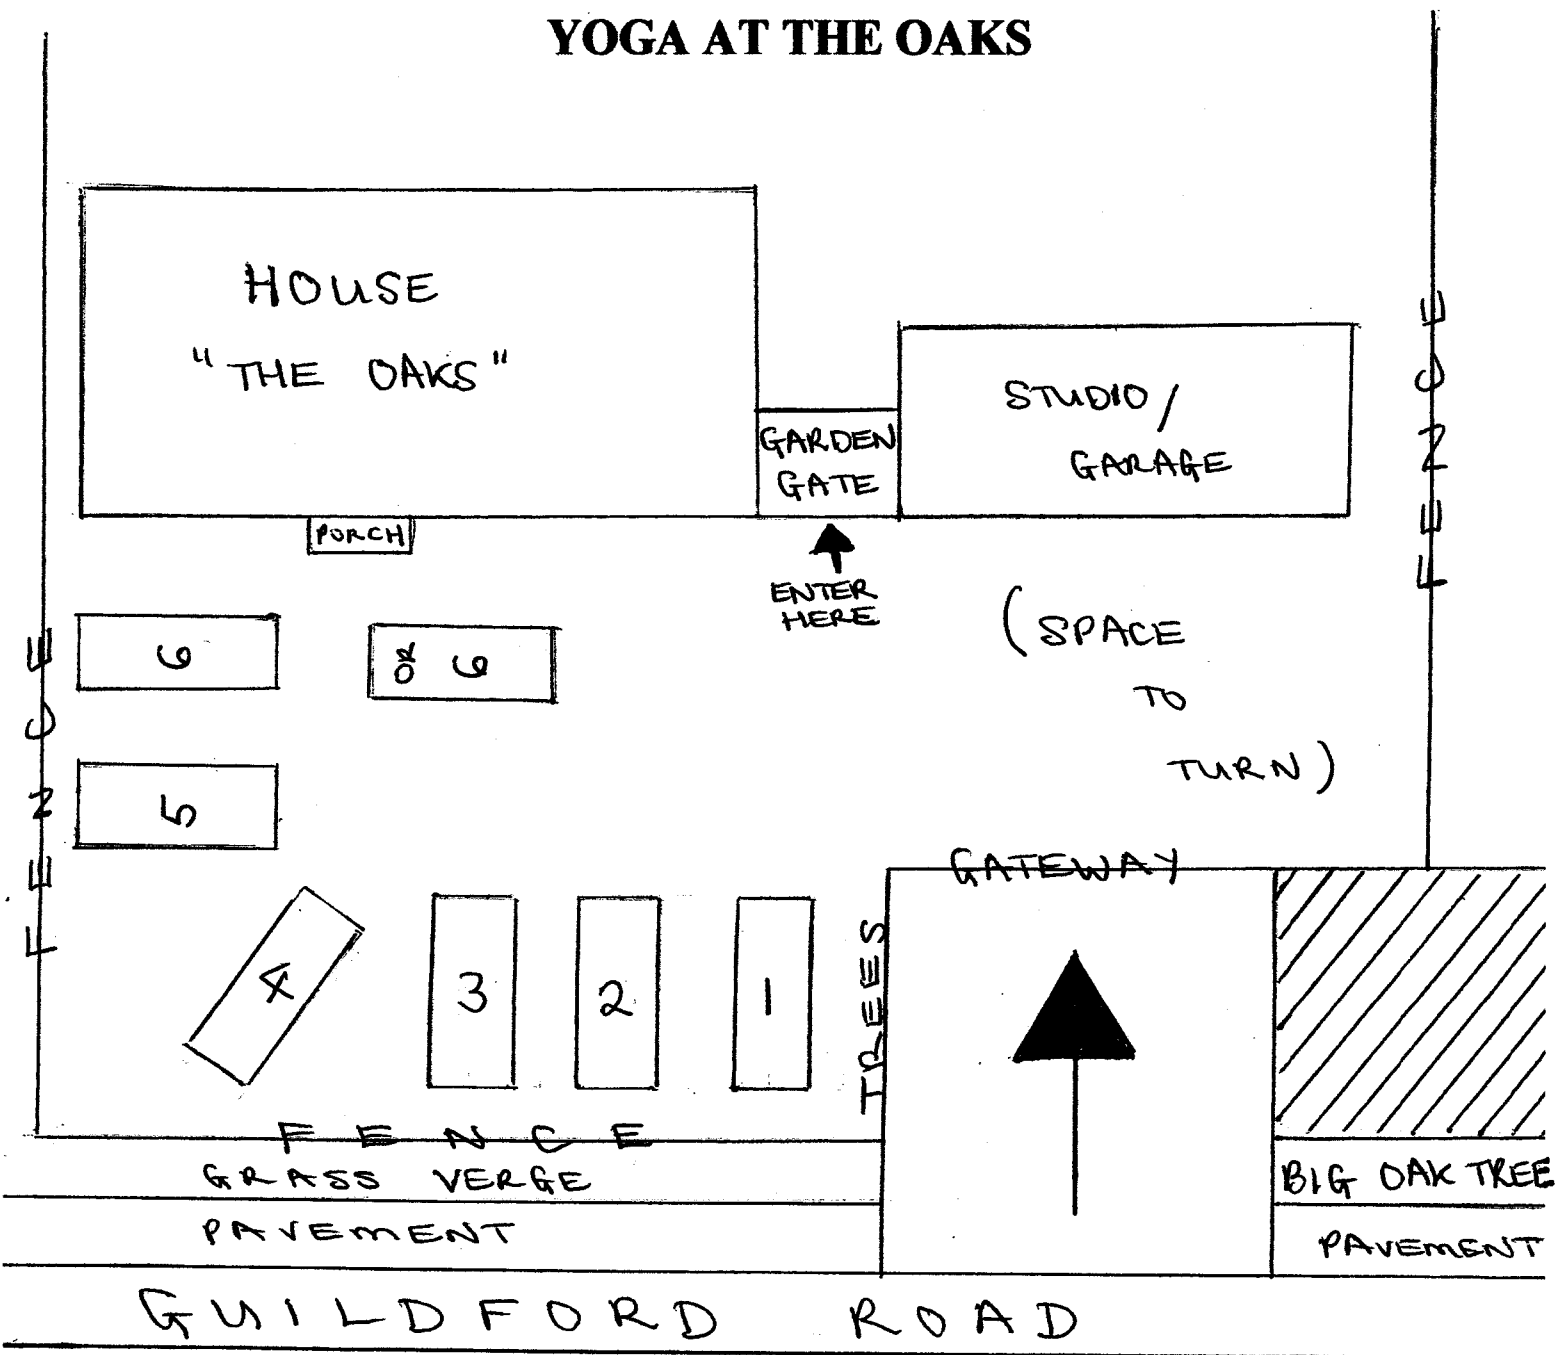 YOGA AT THE OAKS
HOUSE
"THE OAKS"
STUDIO/
GARAGE
GARDEN
GATE
PORCH
ENTER
HERE
(SPACE
TO
TURN)
FENCE
FENCE
6
OR 6
5
4
3
2
1
TREES
GATEWAY
FENCE
GRASS VERGE
BIG OAK TREE
PAVEMENT
PAVEMENT
GUILDFORD ROAD